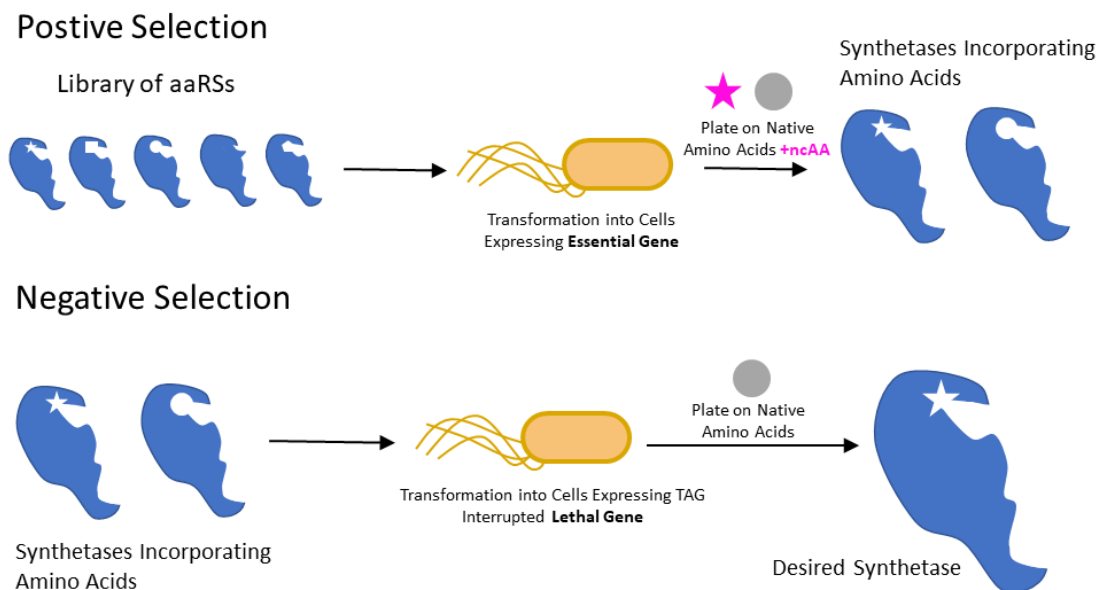 Postive Selection
Library of aaRSs
Transformation into Cells
Expressing Essential Gene
Plate on Native
Amino Acids +ncAA
Synthetases Incorporating
Amino Acids
Negative Selection
Synthetases Incorporating
Amino Acids
Transformation into Cells Expressing TAG
Interrupted Lethal Gene
Plate on Native
Amino Acids
Desired Synthetase